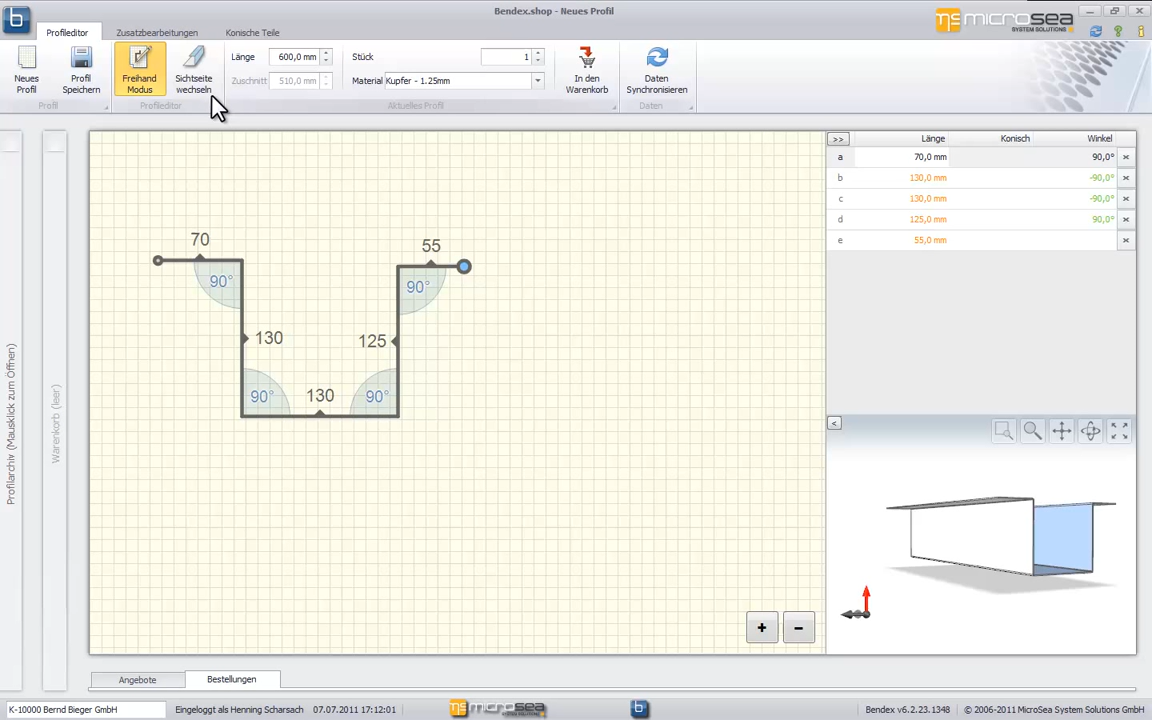 Bendex.shop - Neues Profil
b
Profileditor
Zusatzbearbeitungen
Konische Teile
ms microsea
SYSTEM SOLUTIONS
Neues Profil
Profil Speichern
Freihand Modus
Sichtseite wechseln
Länge 600,0 mm
Zuschnitt 510,0 mm
Stück 1
Material Kupfer - 1.25mm
In den Warenkorb
Daten Synchronisieren
Profil
Profileditor
Aktuelles Profil
Daten
Profilarchiv (Mausklick zum Öffnen)
Warenkorb (leer)
70
55
90°
90°
130
125
90°
130
90°
>> Länge Konisch Winkel
a 70,0 mm 90,0°
b 130,0 mm -90,0°
c 130,0 mm -90,0°
d 125,0 mm 90,0°
e 55,0 mm
<
+
-
Angebote
Bestellungen
K-10000 Bernd Bieger GmbH
Eingeloggt als Henning Scharsach
07.07.2011 17:12:01
ms microsea
b
Bendex v6.2.23.1348
© 2006-2011 MicroSea System Solutions GmbH